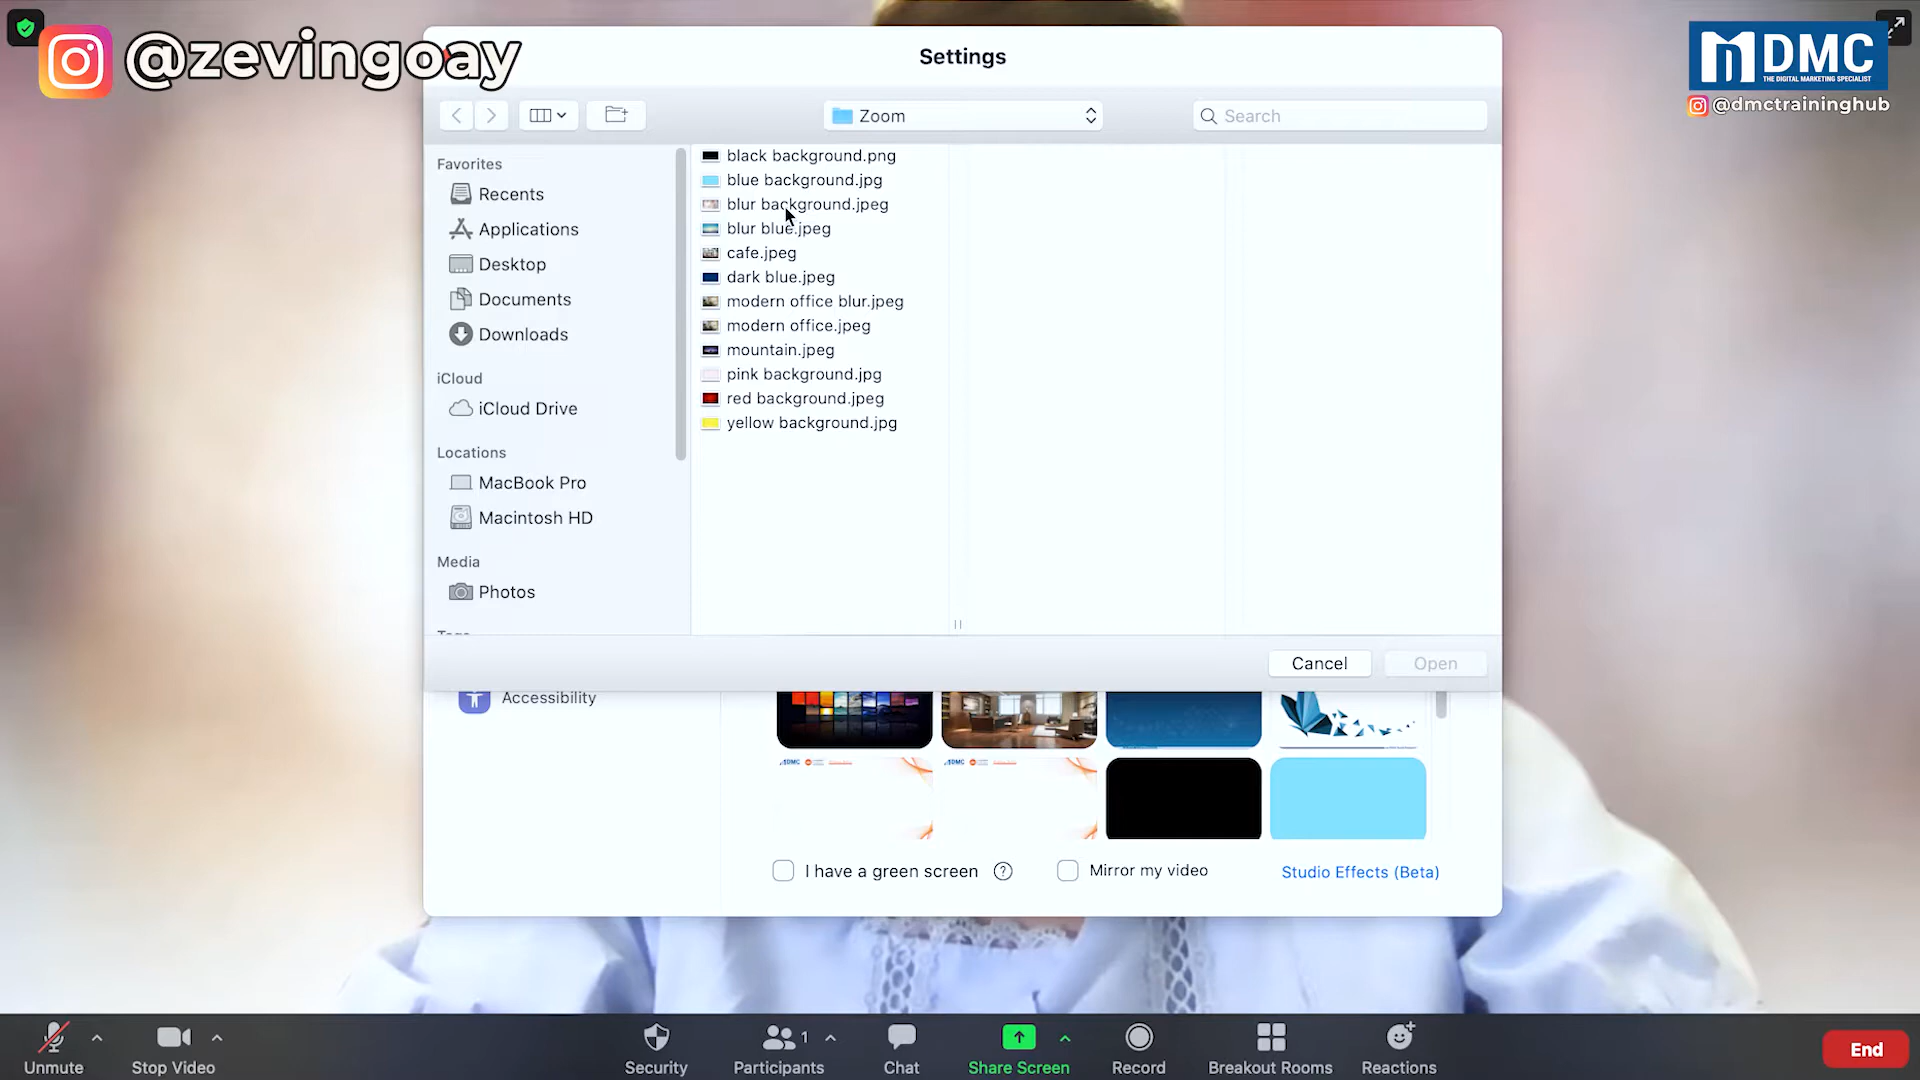 @zevingoay
DMC
THE DIGITAL MARKETING SPECIALIST
@dmctraininghub
Settings
Zoom
Search
Favorites
Recents
Applications
Desktop
Documents
Downloads
iCloud
iCloud Drive
Locations
MacBook Pro
Macintosh HD
Media
Photos
black background.png
blue background.jpg
blur background.jpeg
blur blue.jpeg
cafe.jpeg
dark blue.jpeg
modern office blur.jpeg
modern office.jpeg
mountain.jpeg
pink background.jpg
red background.jpeg
yellow background.jpg
Cancel
Open
Accessibility
DMC
DMC
I have a green screen ?
Mirror my video
Studio Effects (Beta)
Unmute
Stop Video
Security
Participants 1
Chat
Share Screen
Record
Breakout Rooms
Reactions
End